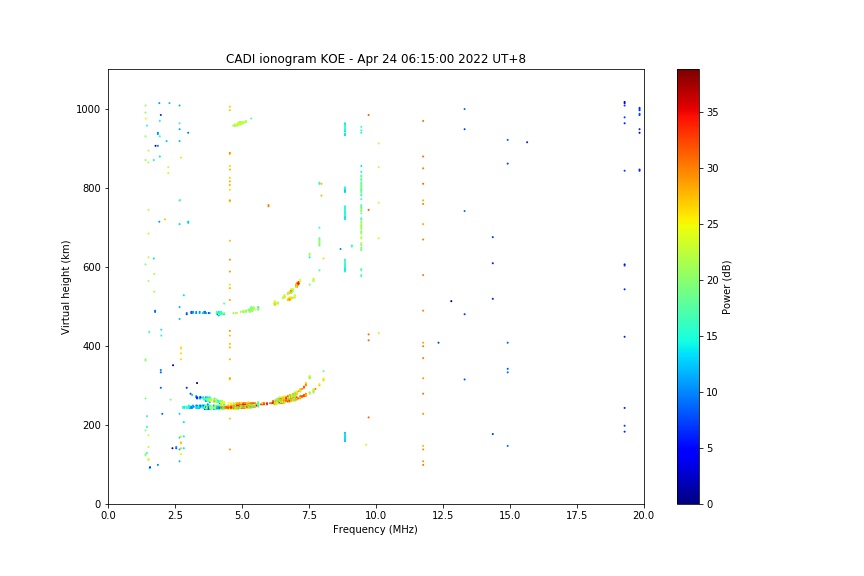 CADI ionogram KOE - Apr 24 06:15:00 2022 UT+8
1000
800
600
400
200
0
Virtual height (km)
0.0 2.5 5.0 7.5 10.0 12.5 15.0 17.5 20.0
Frequency (MHz)
35
30
25
20
15
10
5
0
Power (dB)